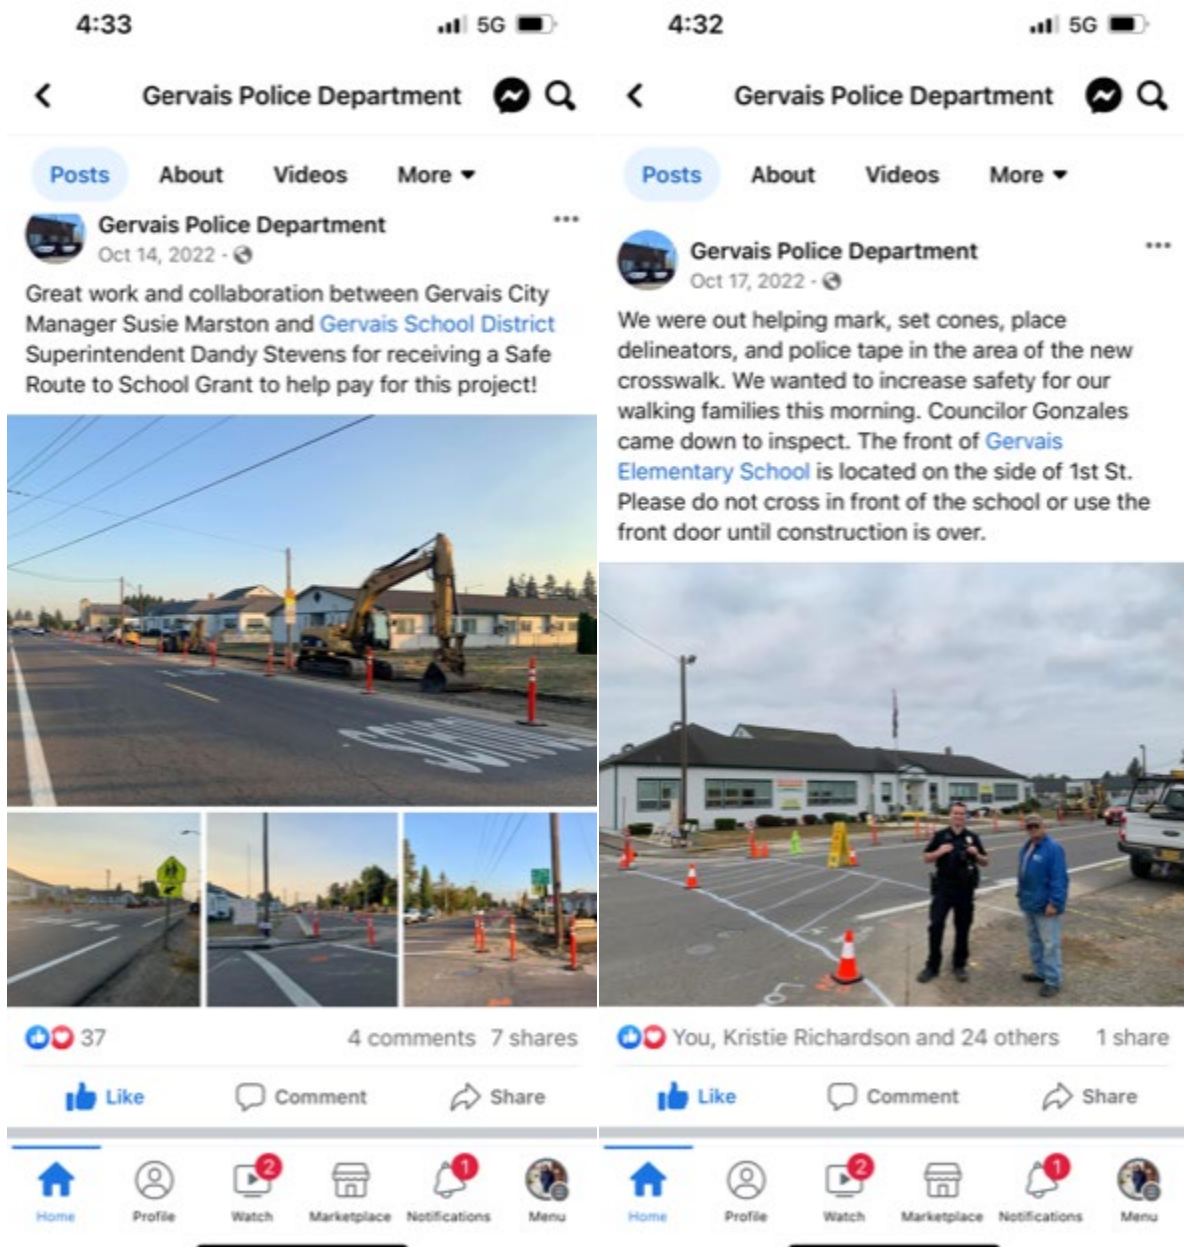 4:33
5G
Gervais Police Department
Posts
About
Videos
More
Gervais Police Department
Oct 14, 2022 ·
Great work and collaboration between Gervais City
Manager Susie Marston and Gervais School District
Superintendent Dandy Stevens for receiving a Safe
Route to School Grant to help pay for this project!
SCHOOL
37
4 comments 7 shares
Like
Comment
Share
2
1
Home
Profile
Watch
Marketplace
Notifications
Menu
4:32
5G
Gervais Police Department
Posts
About
Videos
More
Gervais Police Department
Oct 17, 2022 ·
We were out helping mark, set cones, place
delineators, and police tape in the area of the new
crosswalk. We wanted to increase safety for our
walking families this morning. Councilor Gonzales
came down to inspect. The front of Gervais
Elementary School is located on the side of 1st St.
Please do not cross in front of the school or use the
front door until construction is over.
You, Kristie Richardson and 24 others
1 share
Like
Comment
Share
2
1
Home
Profile
Watch
Marketplace
Notifications
Menu